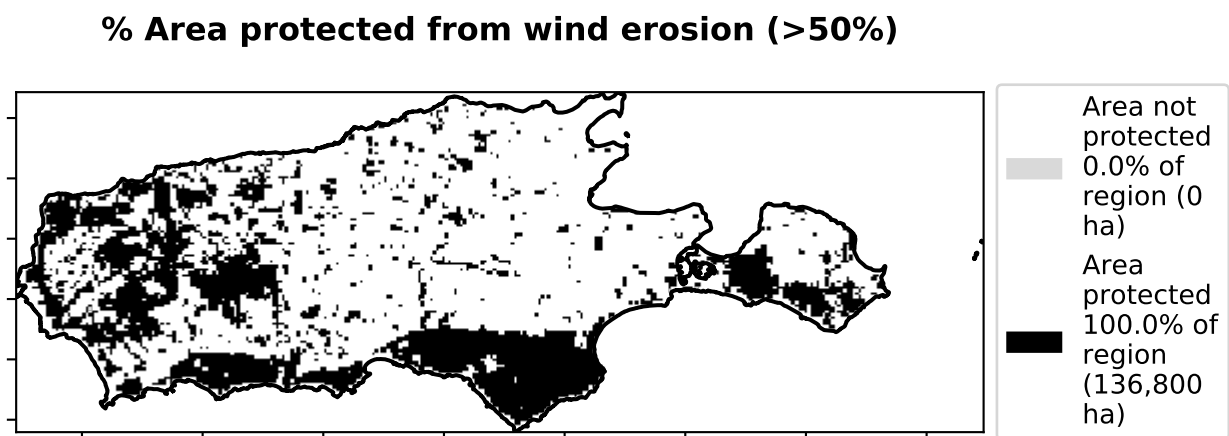 % Area protected from wind erosion (>50%)
Area not
protected
0.0% of
region (0
ha)
Area
protected
100.0% of
region
(136,800
ha)